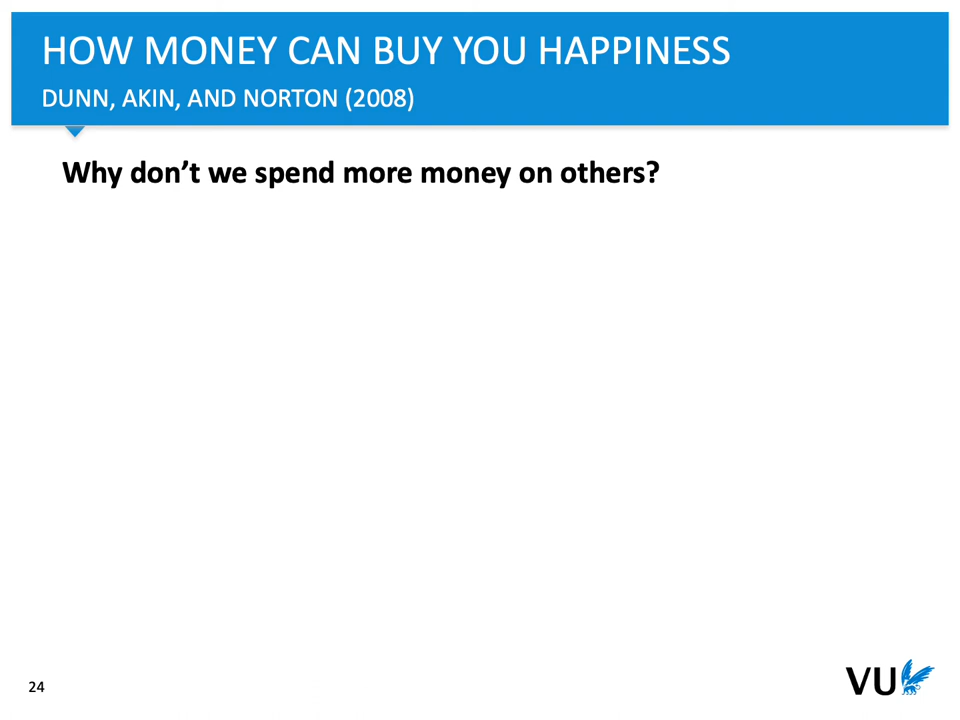 HOW MONEY CAN BUY YOU HAPPINESS
DUNN, AKIN, AND NORTON (2008)
Why don’t we spend more money on others?
24
VU